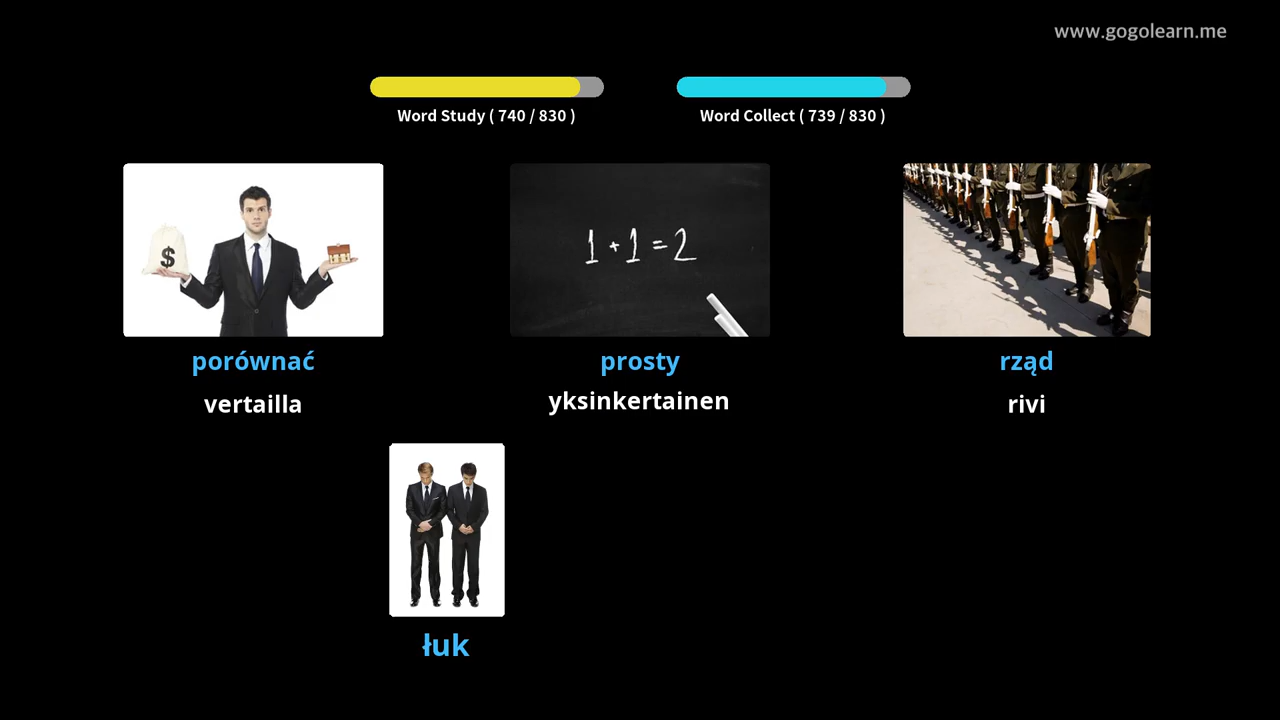 www.gogolearn.me
Word Study ( 740 / 830 )
Word Collect ( 739 / 830 )
$
1 + 1 = 2
porównać
prosty
rząd
vertailla
yksinkertainen
rivi
łuk